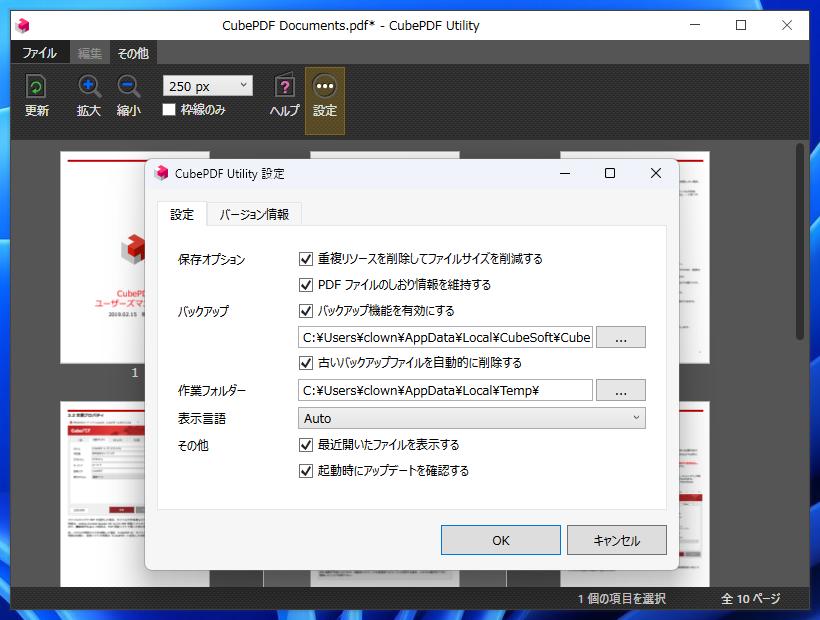 CubePDF Documents.pdf* - CubePDF Utility
ファイル 編集 その他
250 px
更新 拡大 縮小 枠線のみ ヘルプ 設定
CubePDF Utility 設定
設定 バージョン情報
保存オプション 重複リソースを削除してファイルサイズを削減する
PDF ファイルのしおり情報を維持する
バックアップ バックアップ機能を有効にする
C:¥Users¥clown¥AppData¥Local¥CubeSoft¥Cube ...
古いバックアップファイルを自動的に削除する
作業フォルダー C:¥Users¥clown¥AppData¥Local¥Temp¥ ...
表示言語 Auto
その他 最近開いたファイルを表示する
起動時にアップデートを確認する
OK キャンセル
CubePD
ユーザーズマ
2019.02.15
1
1 個の項目を選択 全 10 ページ